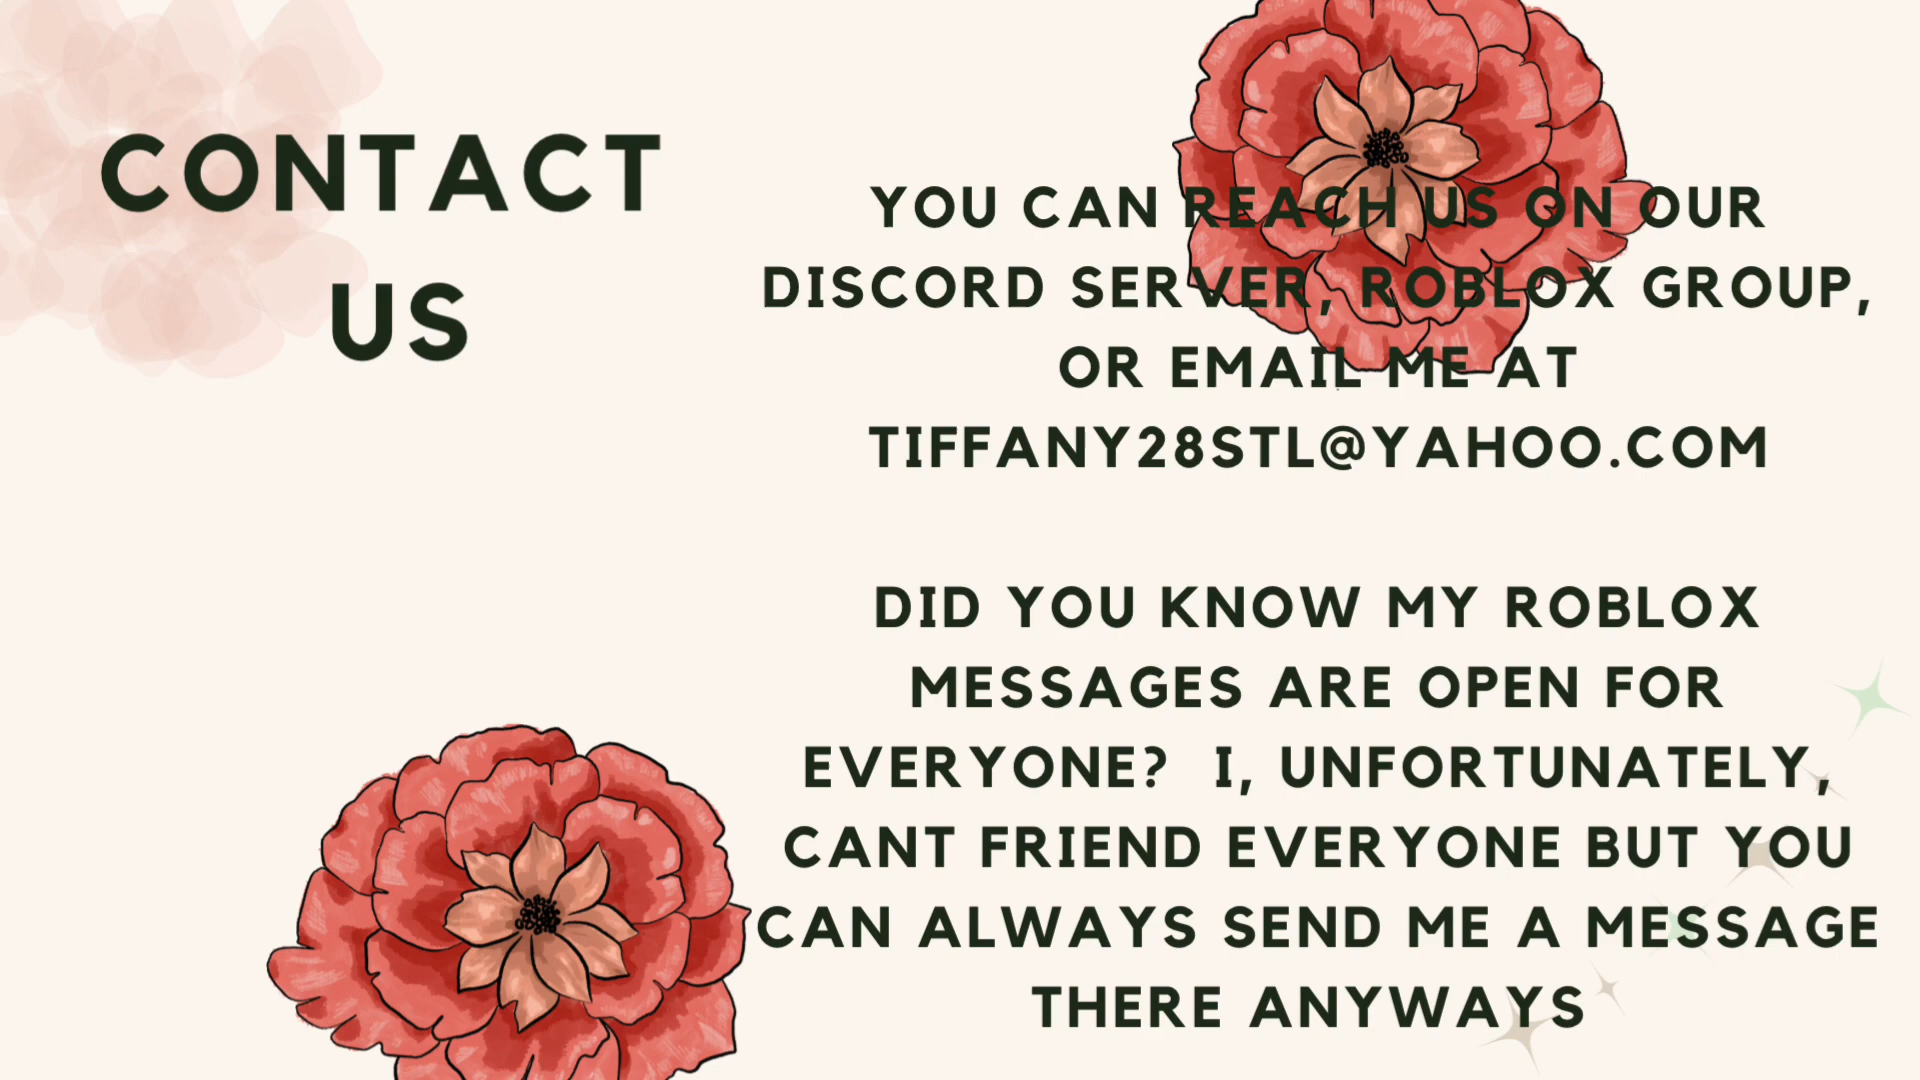 CONTACT
US
YOU CAN REACH US ON OUR
DISCORD SERVER, ROBLOX GROUP,
OR EMAIL ME AT
TIFFANY28STL@YAHOO.COM
DID YOU KNOW MY ROBLOX
MESSAGES ARE OPEN FOR
EVERYONE?  I, UNFORTUNATELY,
CANT FRIEND EVERYONE BUT YOU
CAN ALWAYS SEND ME A MESSAGE
THERE ANYWAYS